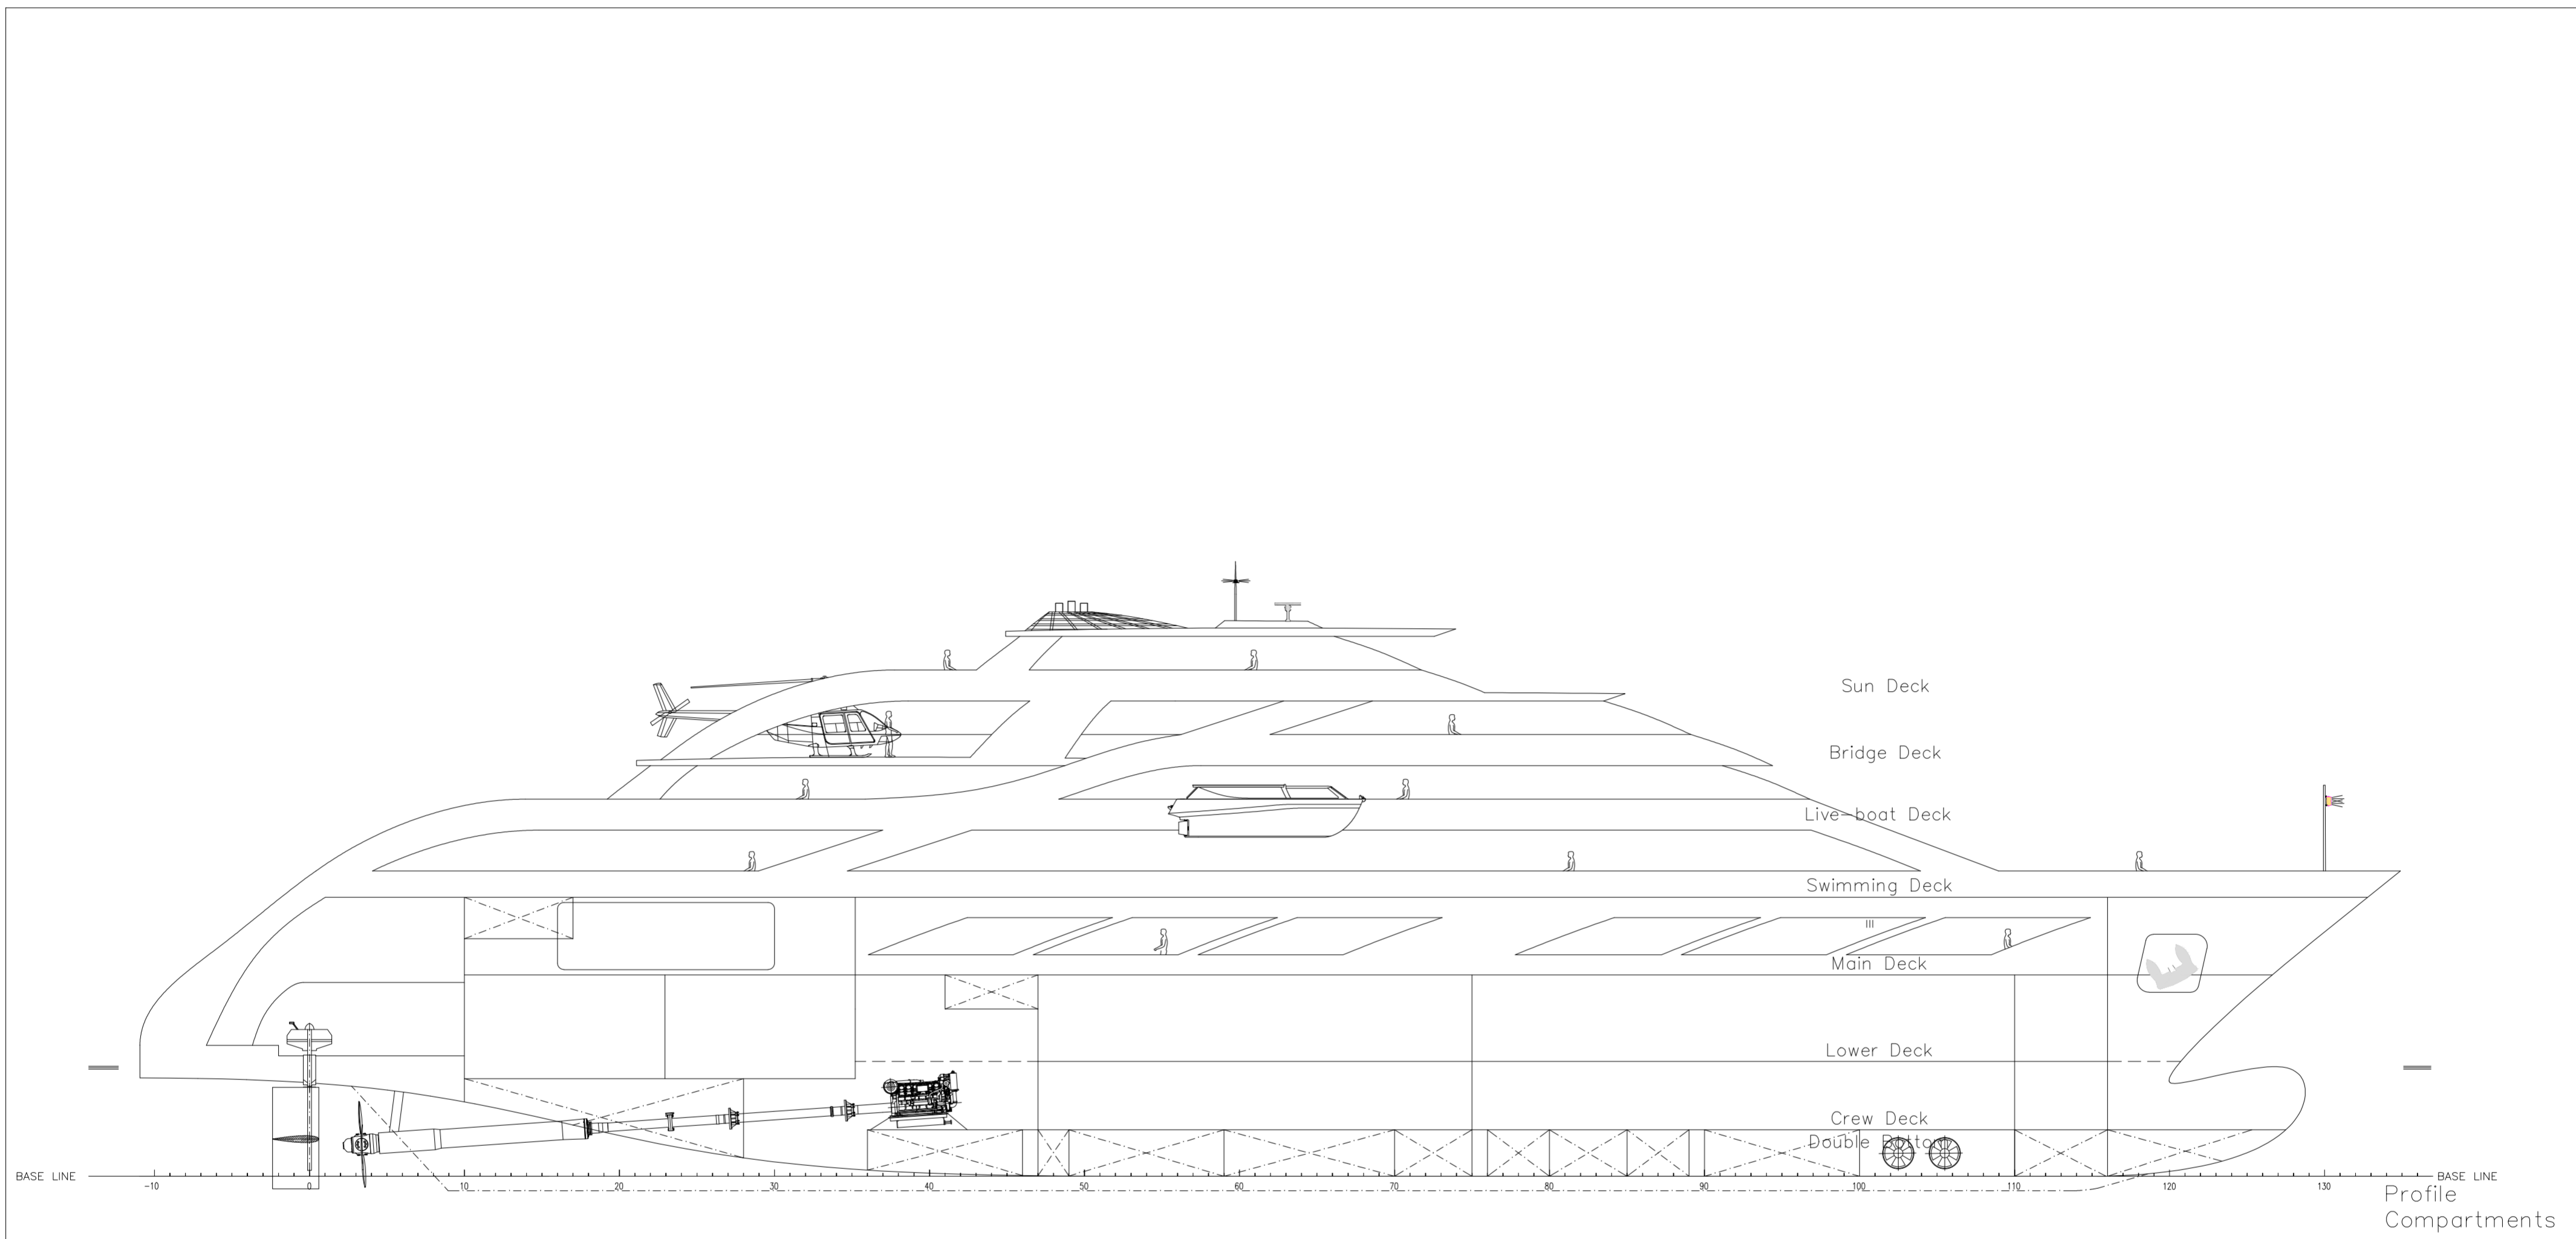 Sun Deck
Bridge Deck
Live-boat Deck
Swimming Deck
Main Deck
Lower Deck
Crew Deck
Double Bottom
BASE LINE
-10 0 10 20 30 40 50 60 70 80 90 100 110 120 130
BASE LINE
Profile
Compartments